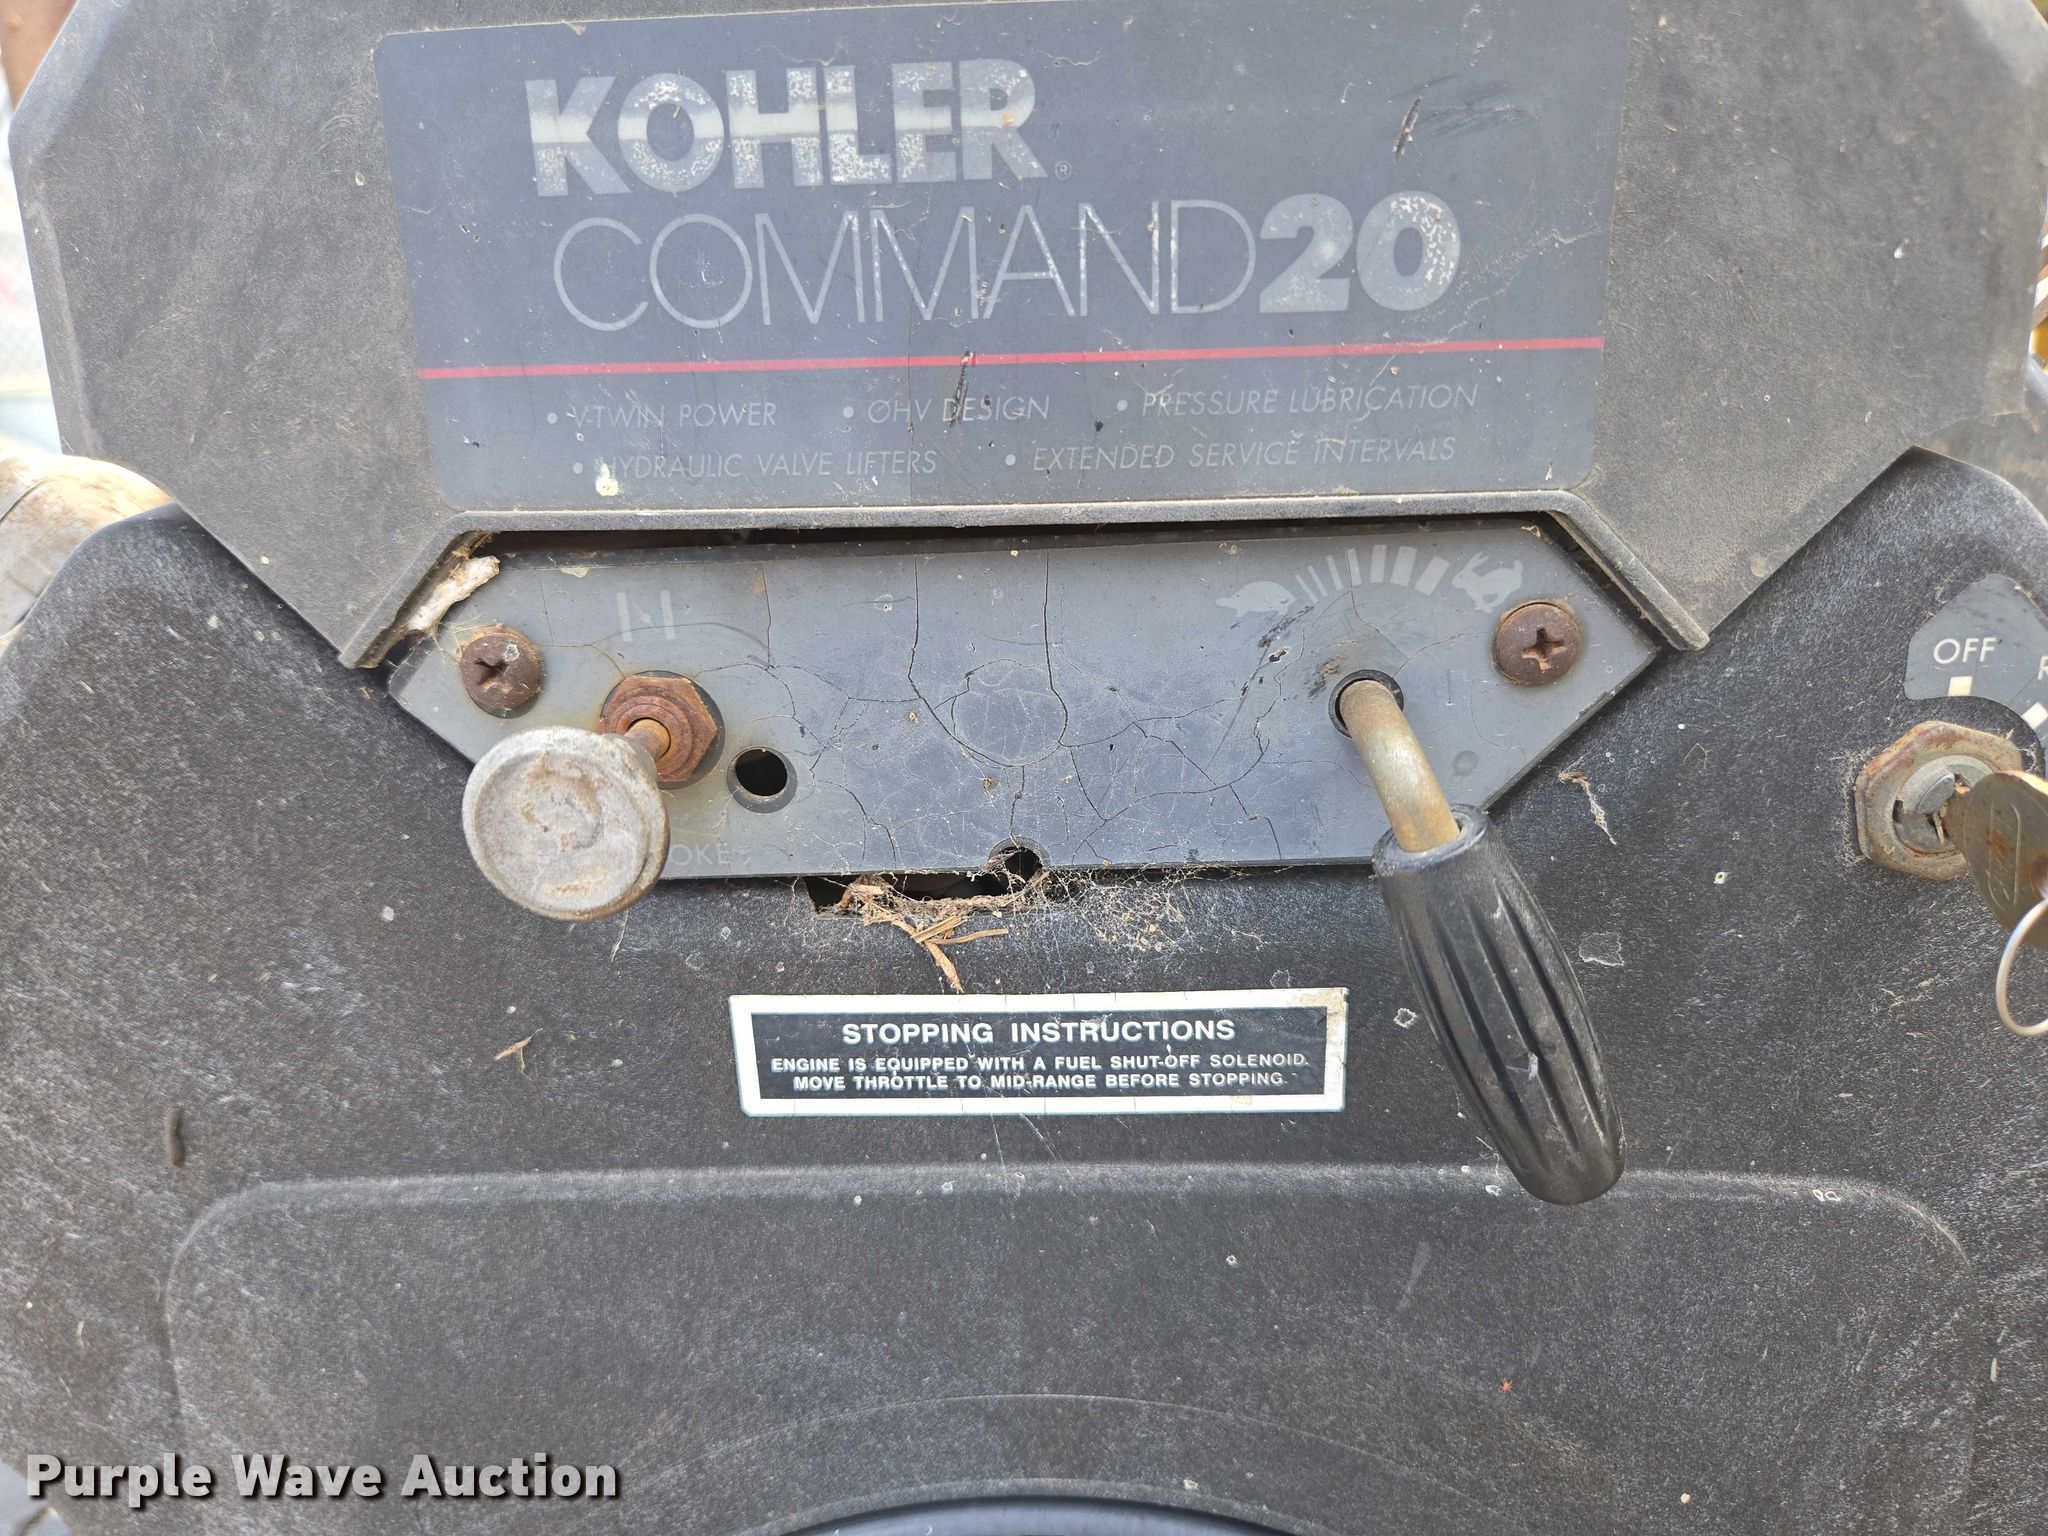 KOHLER®
COMMAND20
• V-TWIN POWER • OHV DESIGN • PRESSURE LUBRICATION
• HYDRAULIC VALVE LIFTERS • EXTENDED SERVICE INTERVALS
OFF
R
OKE
STOPPING INSTRUCTIONS
ENGINE IS EQUIPPED WITH A FUEL SHUT-OFF SOLENOID.
MOVE THROTTLE TO MID-RANGE BEFORE STOPPING.
Purple Wave Auction